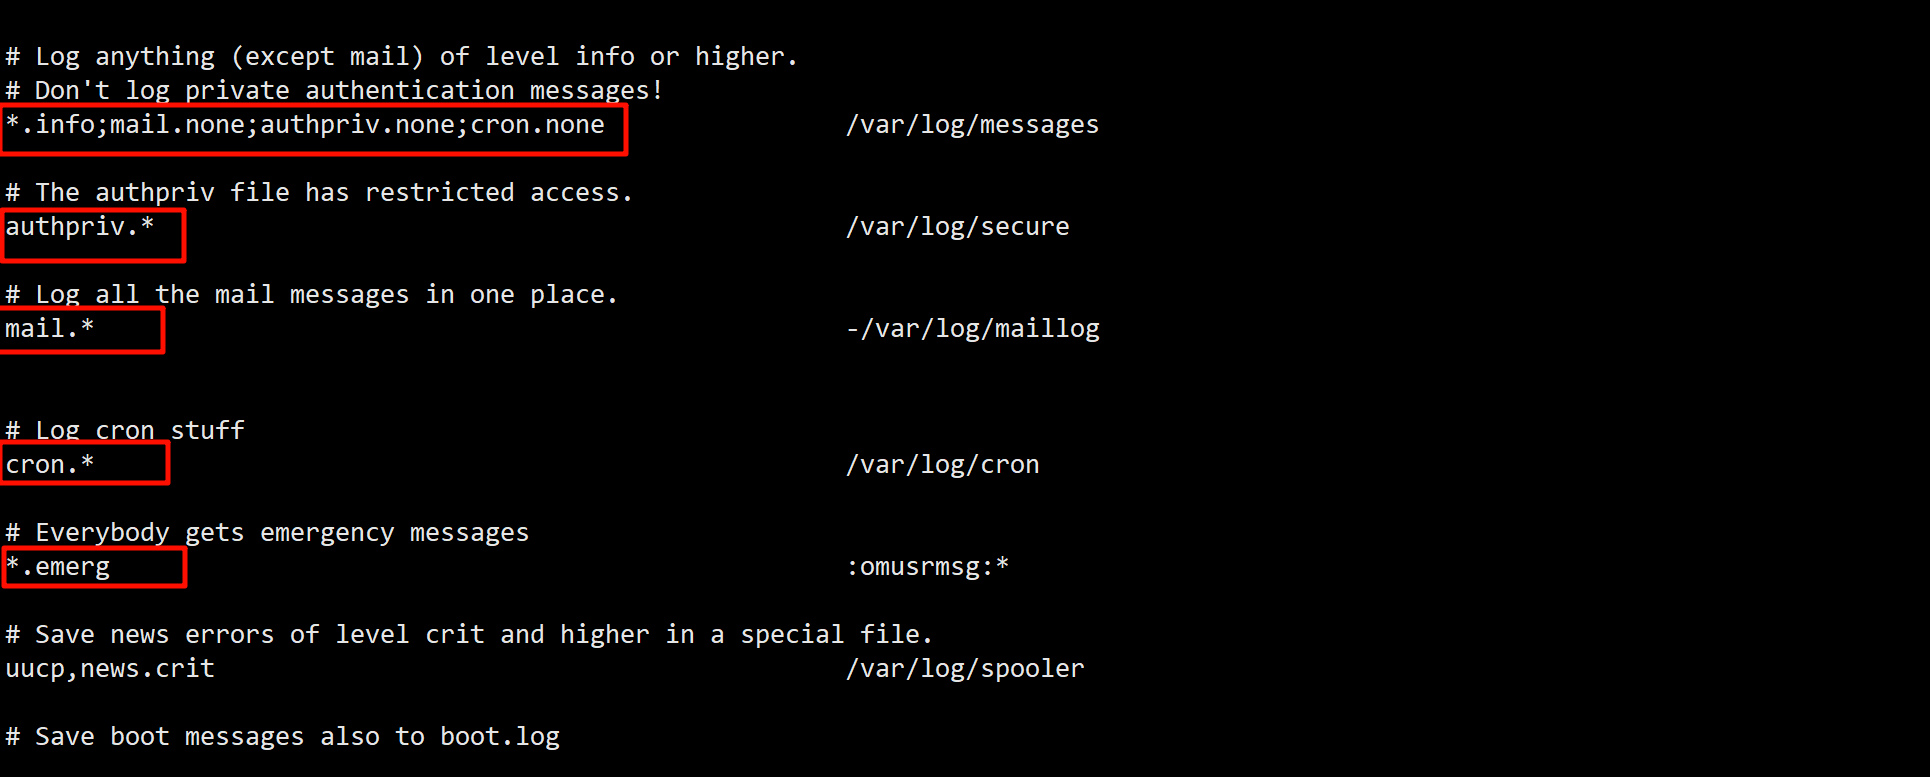 # Log anything (except mail) of level info or higher.
# Don't log private authentication messages!
*.info;mail.none;authpriv.none;cron.none                /var/log/messages
# The authpriv file has restricted access.
authpriv.*                                              /var/log/secure
# Log all the mail messages in one place.
mail.*                                                  -/var/log/maillog
# Log cron stuff
cron.*                                                  /var/log/cron
# Everybody gets emergency messages
*.emerg                                                 :omusrmsg:*
# Save news errors of level crit and higher in a special file.
uucp,news.crit                                          /var/log/spooler
# Save boot messages also to boot.log